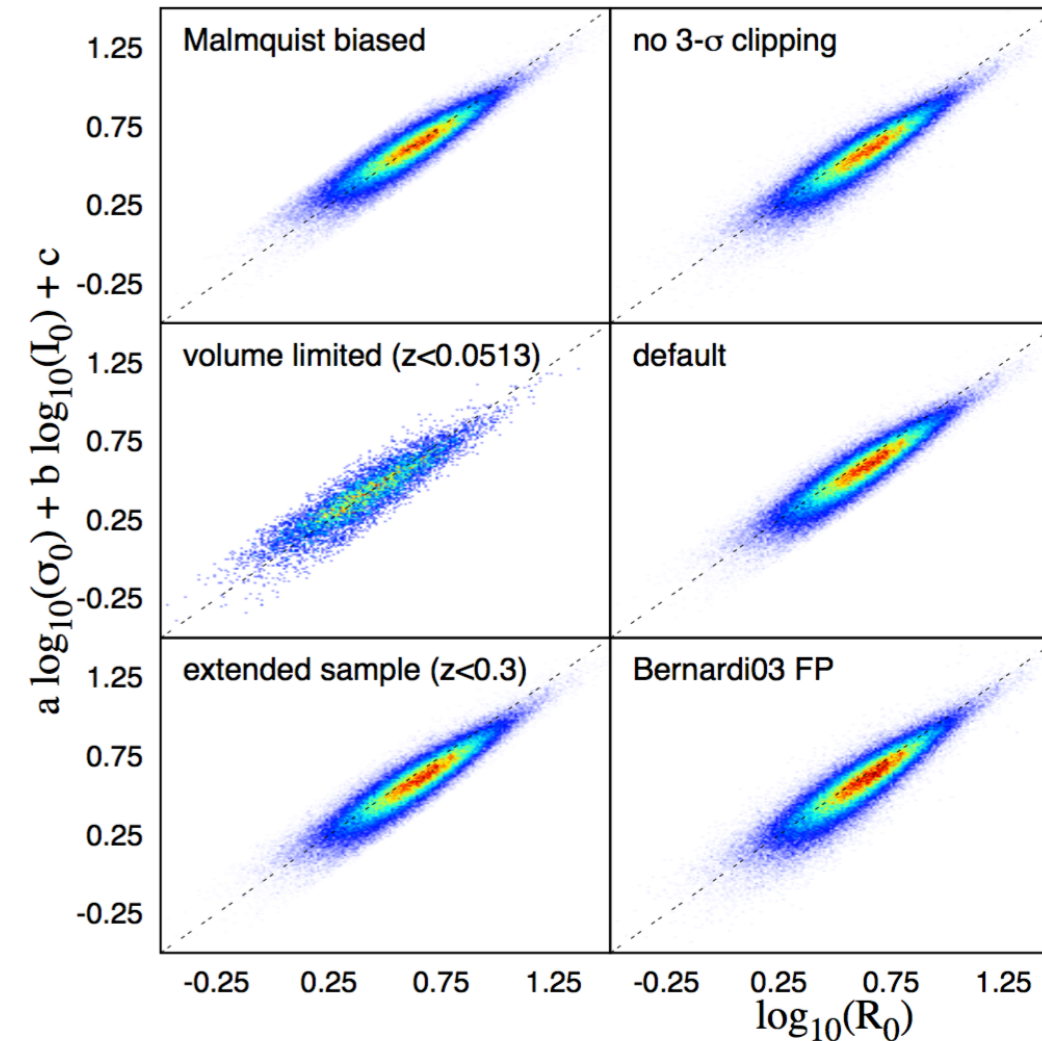 Malmquist biased
no 3-σ clipping
1.25
0.75
0.25
-0.25
volume limited (z<0.0513)
default
1.25
0.75
0.25
-0.25
extended sample (z<0.3)
Bernardi03 FP
1.25
0.75
0.25
-0.25
a log₁₀(σ₀) + b log₁₀(I₀) + c
-0.25 0.25 0.75 1.25 -0.25 0.25 0.75 1.25
log₁₀(R₀)